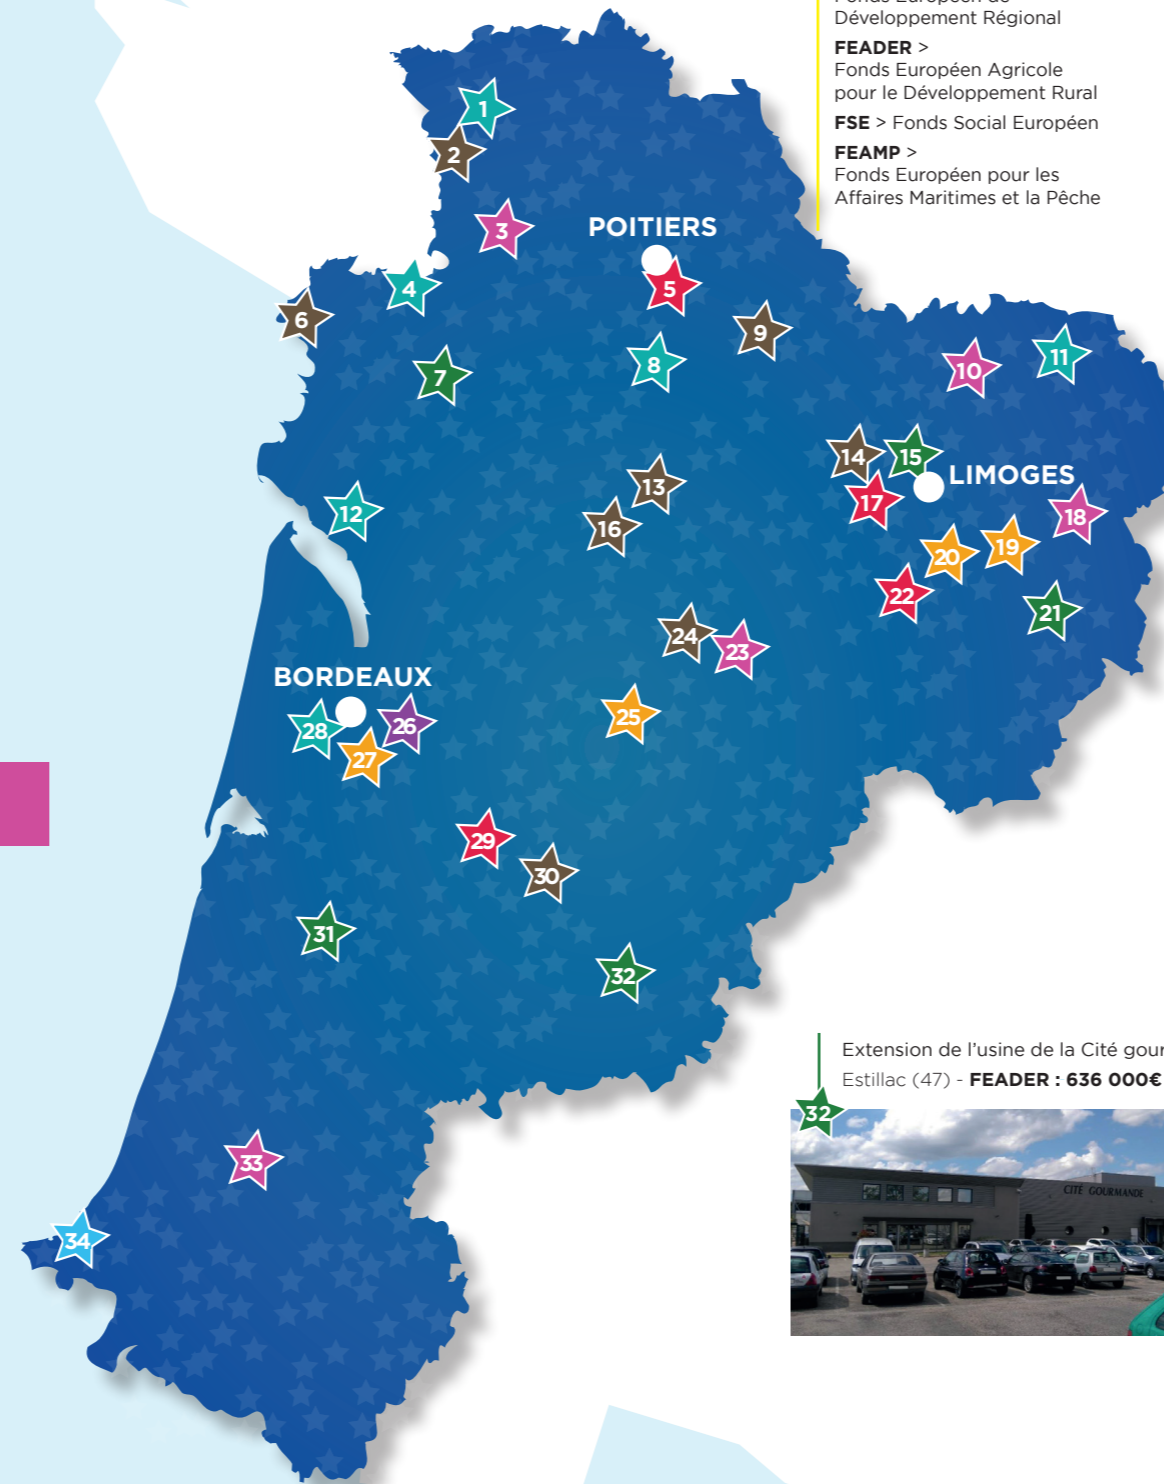 Développement Régional
FEADER >
Fonds Européen Agricole
pour le Développement Rural
FSE > Fonds Social Européen
FEAMP >
Fonds Européen pour les
Affaires Maritimes et la Pêche
1
2
3
POITIERS
4
5
6
9
8
7
10
11
14
15
LIMOGES
13
17
12
16
18
20
19
22
21
24
23
BORDEAUX
25
28
26
27
29
30
31
32
33
34
Extension de l'usine de la Cité
Estillac (47) - FEADER : 636 000€
32
CITÉ GOURMANDE